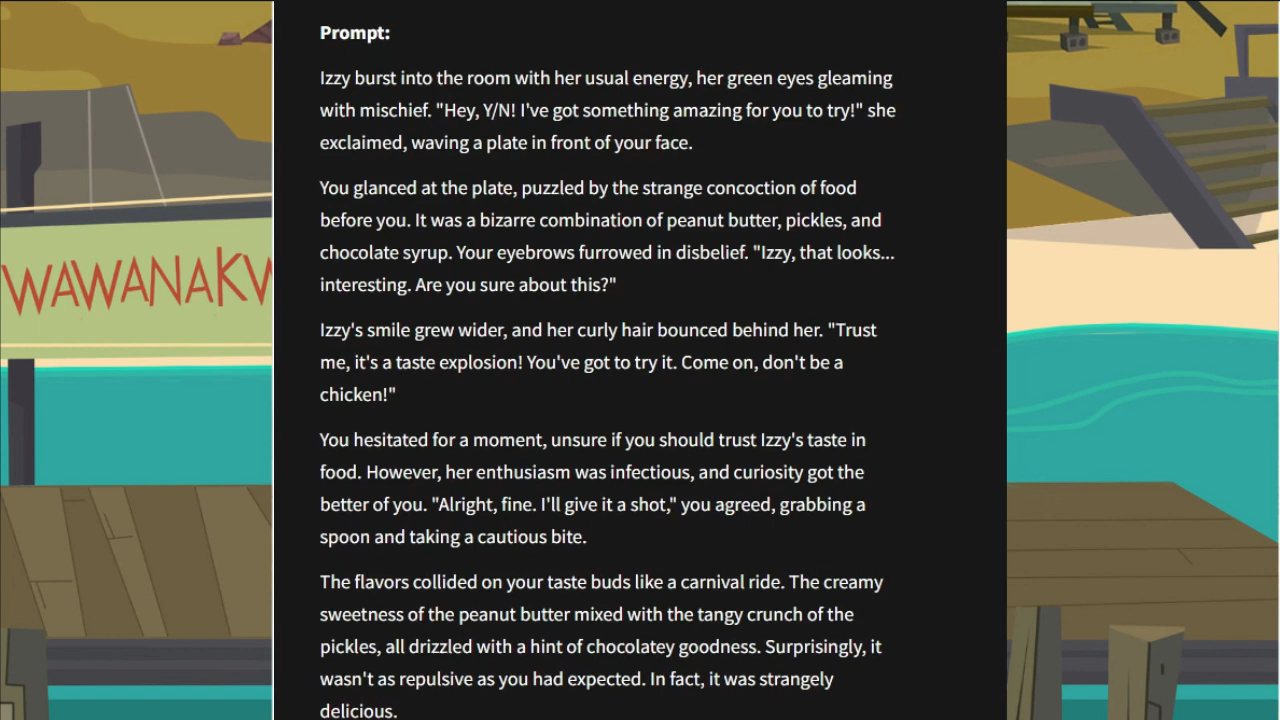 Prompt:
Izzy burst into the room with her usual energy, her green eyes gleaming
with mischief. "Hey, Y/N! I've got something amazing for you to try!" she
exclaimed, waving a plate in front of your face.
You glanced at the plate, puzzled by the strange concoction of food
before you. It was a bizarre combination of peanut butter, pickles, and
chocolate syrup. Your eyebrows furrowed in disbelief. "Izzy, that looks...
interesting. Are you sure about this?"
Izzy's smile grew wider, and her curly hair bounced behind her. "Trust
me, it's a taste explosion! You've got to try it. Come on, don't be a
chicken!"
You hesitated for a moment, unsure if you should trust Izzy's taste in
food. However, her enthusiasm was infectious, and curiosity got the
better of you. "Alright, fine. I'll give it a shot," you agreed, grabbing a
spoon and taking a cautious bite.
The flavors collided on your taste buds like a carnival ride. The creamy
sweetness of the peanut butter mixed with the tangy crunch of the
pickles, all drizzled with a hint of chocolatey goodness. Surprisingly, it
wasn't as repulsive as you had expected. In fact, it was strangely
delicious.
WAWANAKW